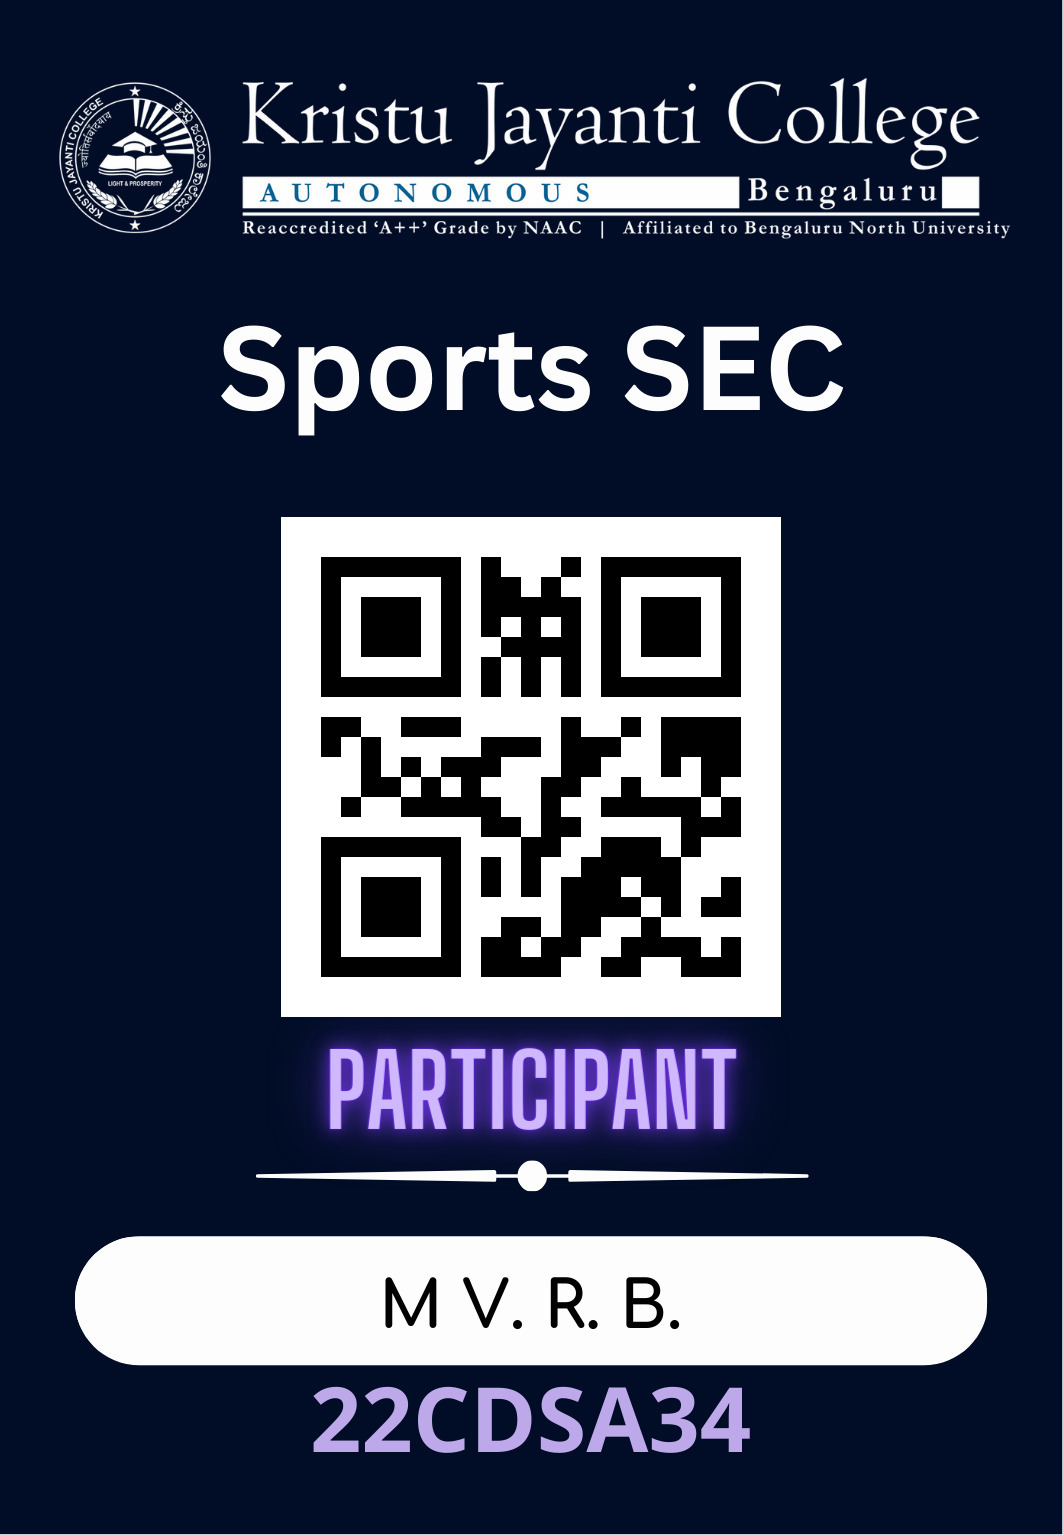 KRISTU JAYANTI COLLEGE
ಕ್ರಿಸ್ತು ಜಯಂತಿ ಕಾಲೇಜು
LIGHT & PROSPERITY
Kristu Jayanti College
AUTONOMOUS Bengaluru
Reaccredited ‘A++’ Grade by NAAC | Affiliated to Bengaluru North University
Sports SEC
PARTICIPANT
M V. R. B.
22CDSA34